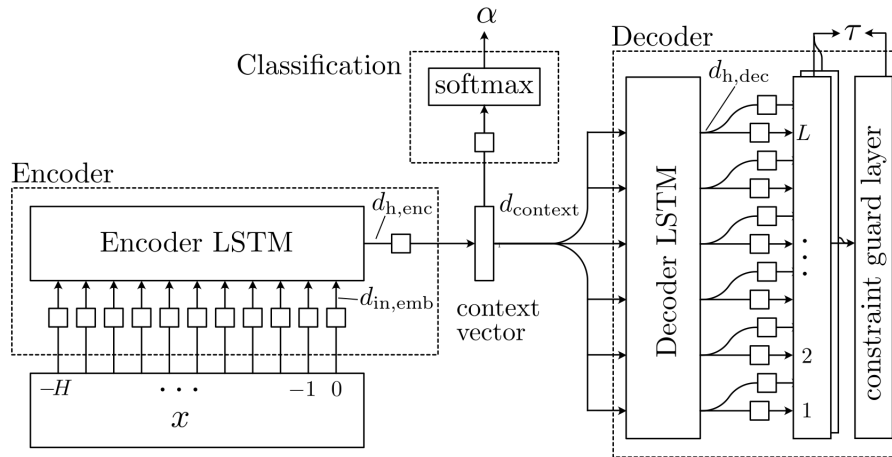 α
τ
Decoder
Classification
softmax
d_h,dec
L
Encoder
d_h,enc
d_context
Encoder LSTM
Decoder LSTM
constraint guard layer
. . .
d_in,emb
context
vector
2
−H . . . −1 0
1
x